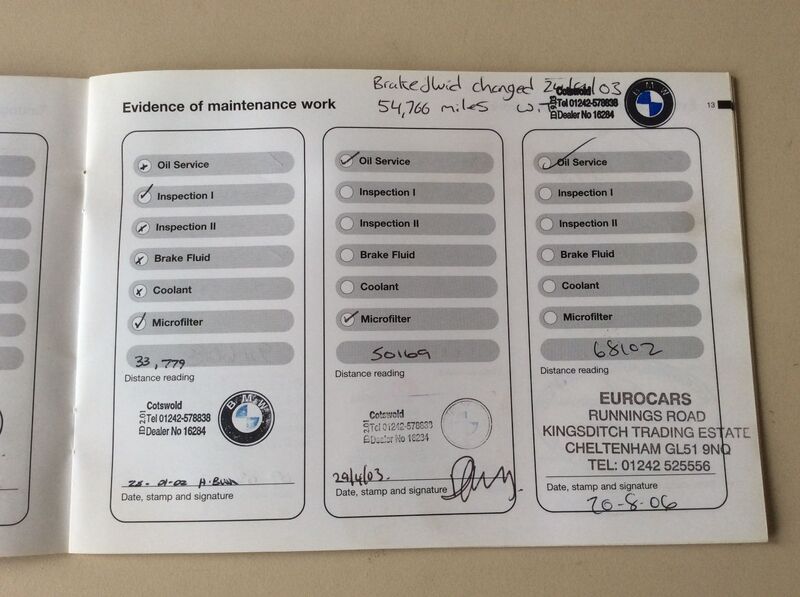 Brakefluid changed
54,766 miles
Cotswold
Tel 01242-578838
Dealer No 16284
BMW
13
Evidence of maintenance work
Oil Service
Inspection I
Inspection II
Brake Fluid
Coolant
Microfilter
33,779
Distance reading
Cotswold
Tel 01242-578838
Dealer No 16284
ID 2.01
BMW
Date, stamp and signature
Oil Service
Inspection I
Inspection II
Brake Fluid
Coolant
Microfilter
50169
Distance reading
Cotswold
Tel 01242-578838
Dealer No 16284
29/4/03.
Date, stamp and signature
Oil Service
Inspection I
Inspection II
Brake Fluid
Coolant
Microfilter
68102
Distance reading
EUROCARS
RUNNINGS ROAD
KINGSDITCH TRADING ESTATE
CHELTENHAM GL51 9NQ
TEL: 01242 525556
Date, stamp and signature
20-8-06